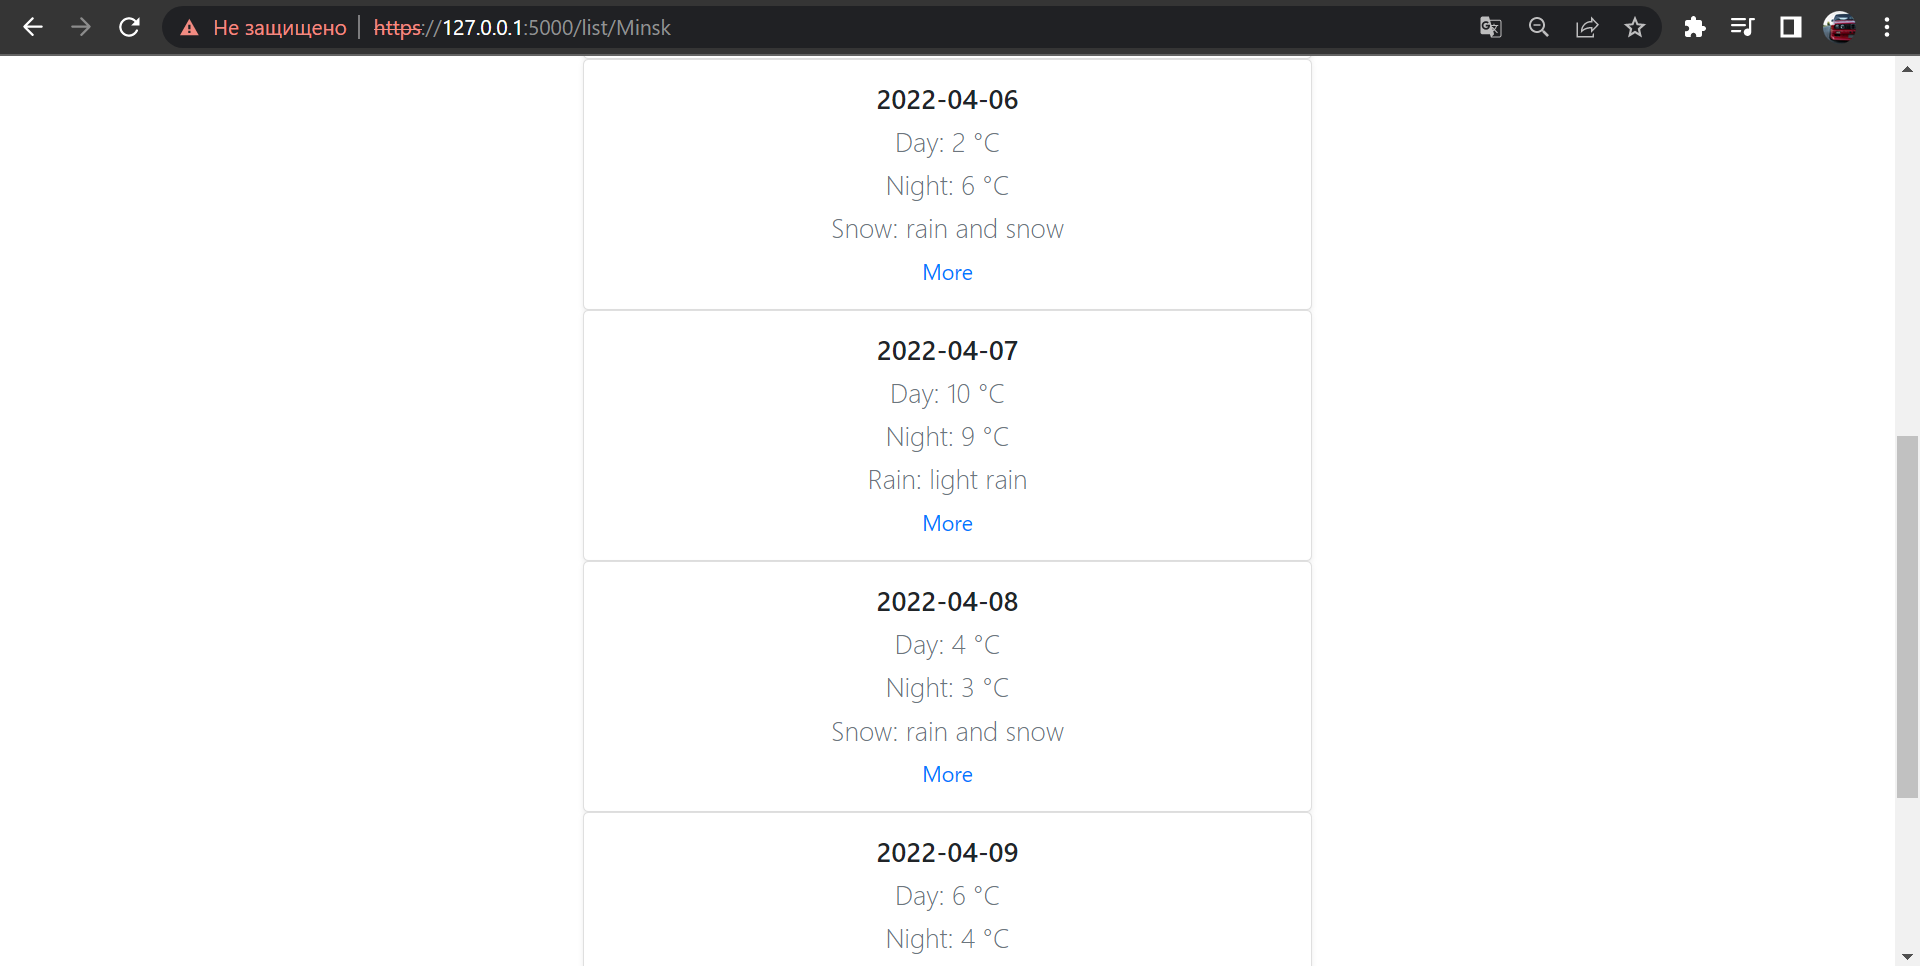 Не защищено https://127.0.0.1:5000/list/Minsk
2022-04-06
Day: 2 °C
Night: 6 °C
Snow: rain and snow
More
2022-04-07
Day: 10 °C
Night: 9 °C
Rain: light rain
More
2022-04-08
Day: 4 °C
Night: 3 °C
Snow: rain and snow
More
2022-04-09
Day: 6 °C
Night: 4 °C